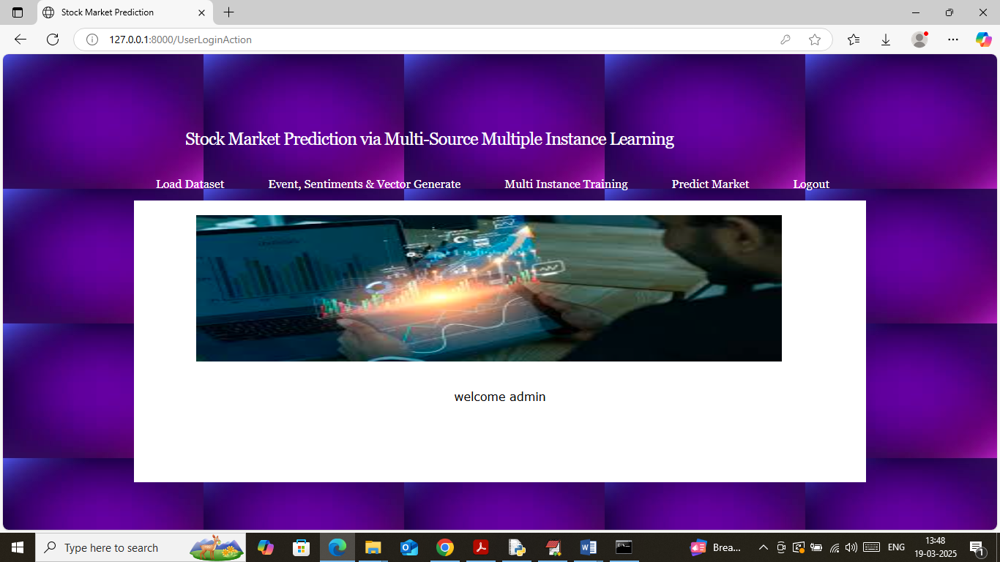 Stock Market Prediction
127.0.0.1:8000/UserLoginAction
Stock Market Prediction via Multi-Source Multiple Instance Learning
Load Dataset Event, Sentiments & Vector Generate Multi Instance Training Predict Market Logout
welcome admin
Type here to search
Brea...
ENG
13:48
19-03-2025
1